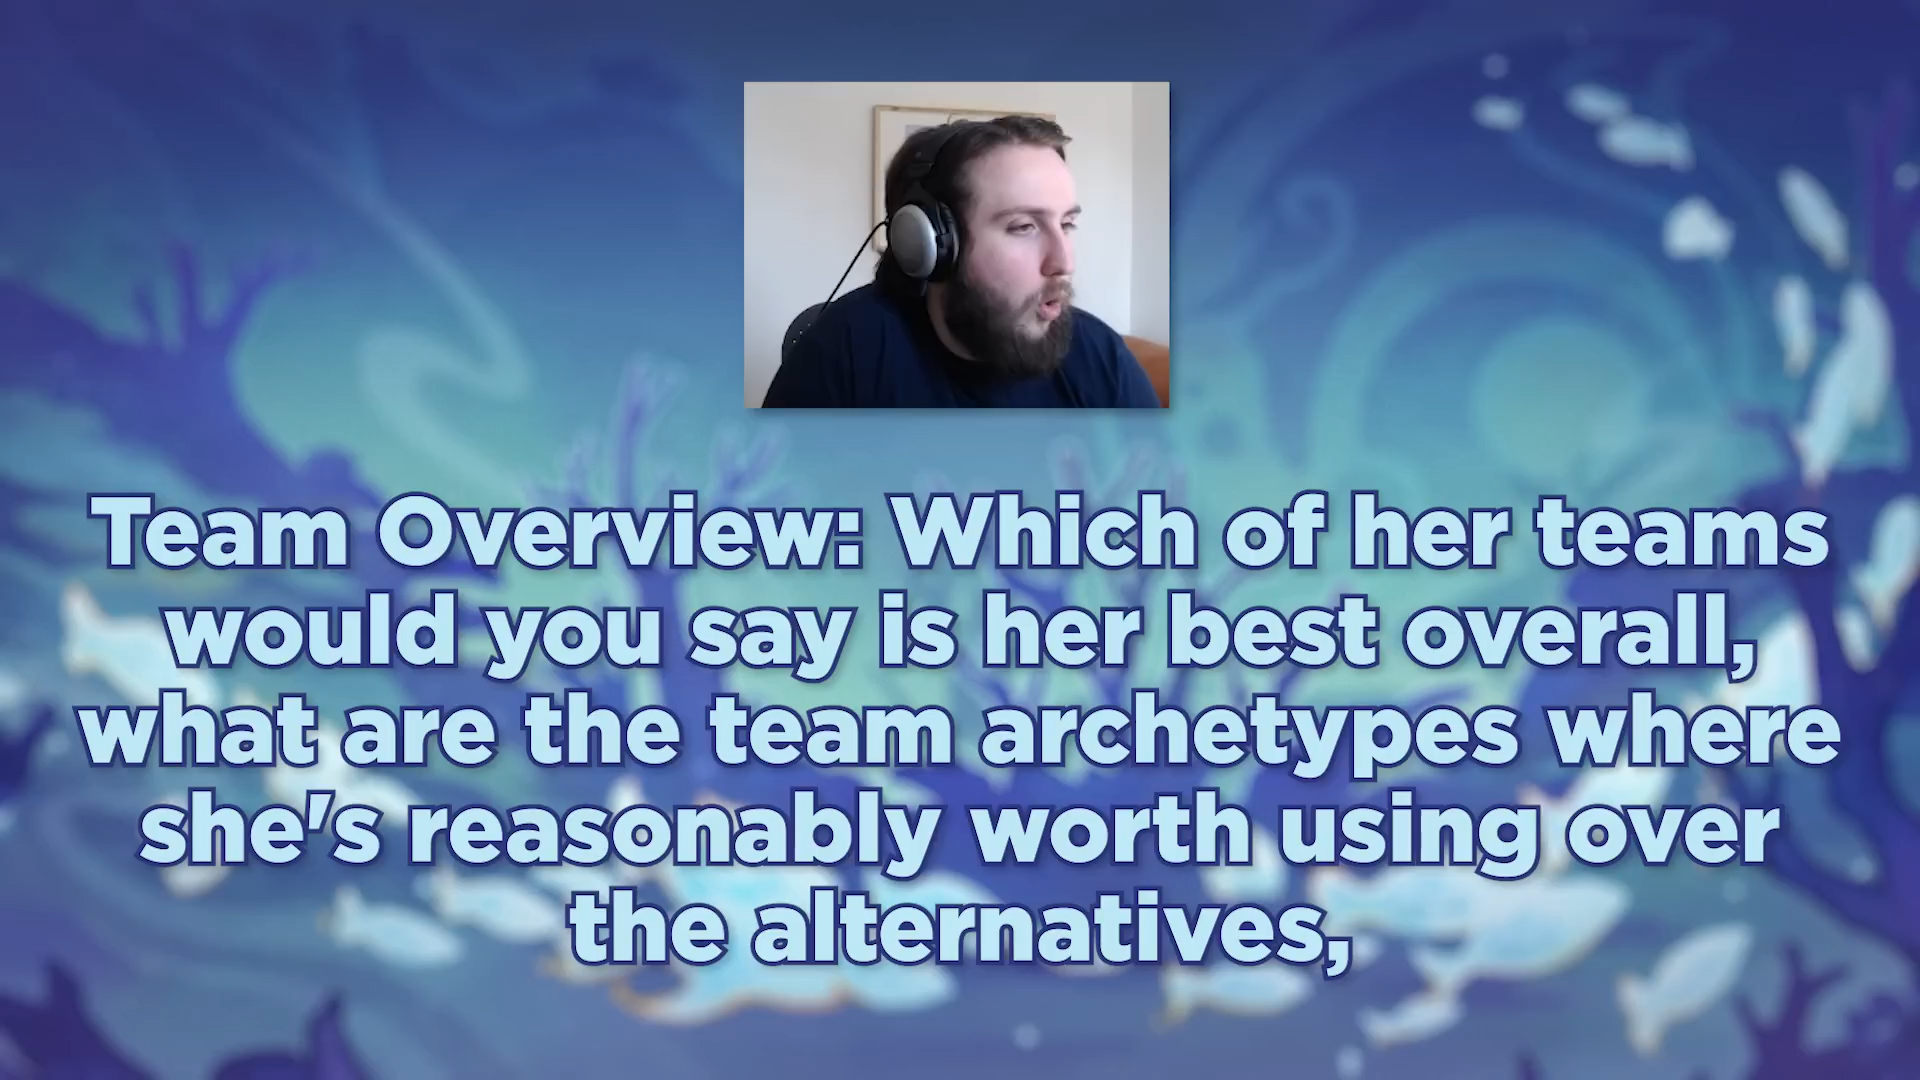 Team Overview: Which of her teams
would you say is her best overall,
what are the team archetypes where
she's reasonably worth using over
the alternatives,